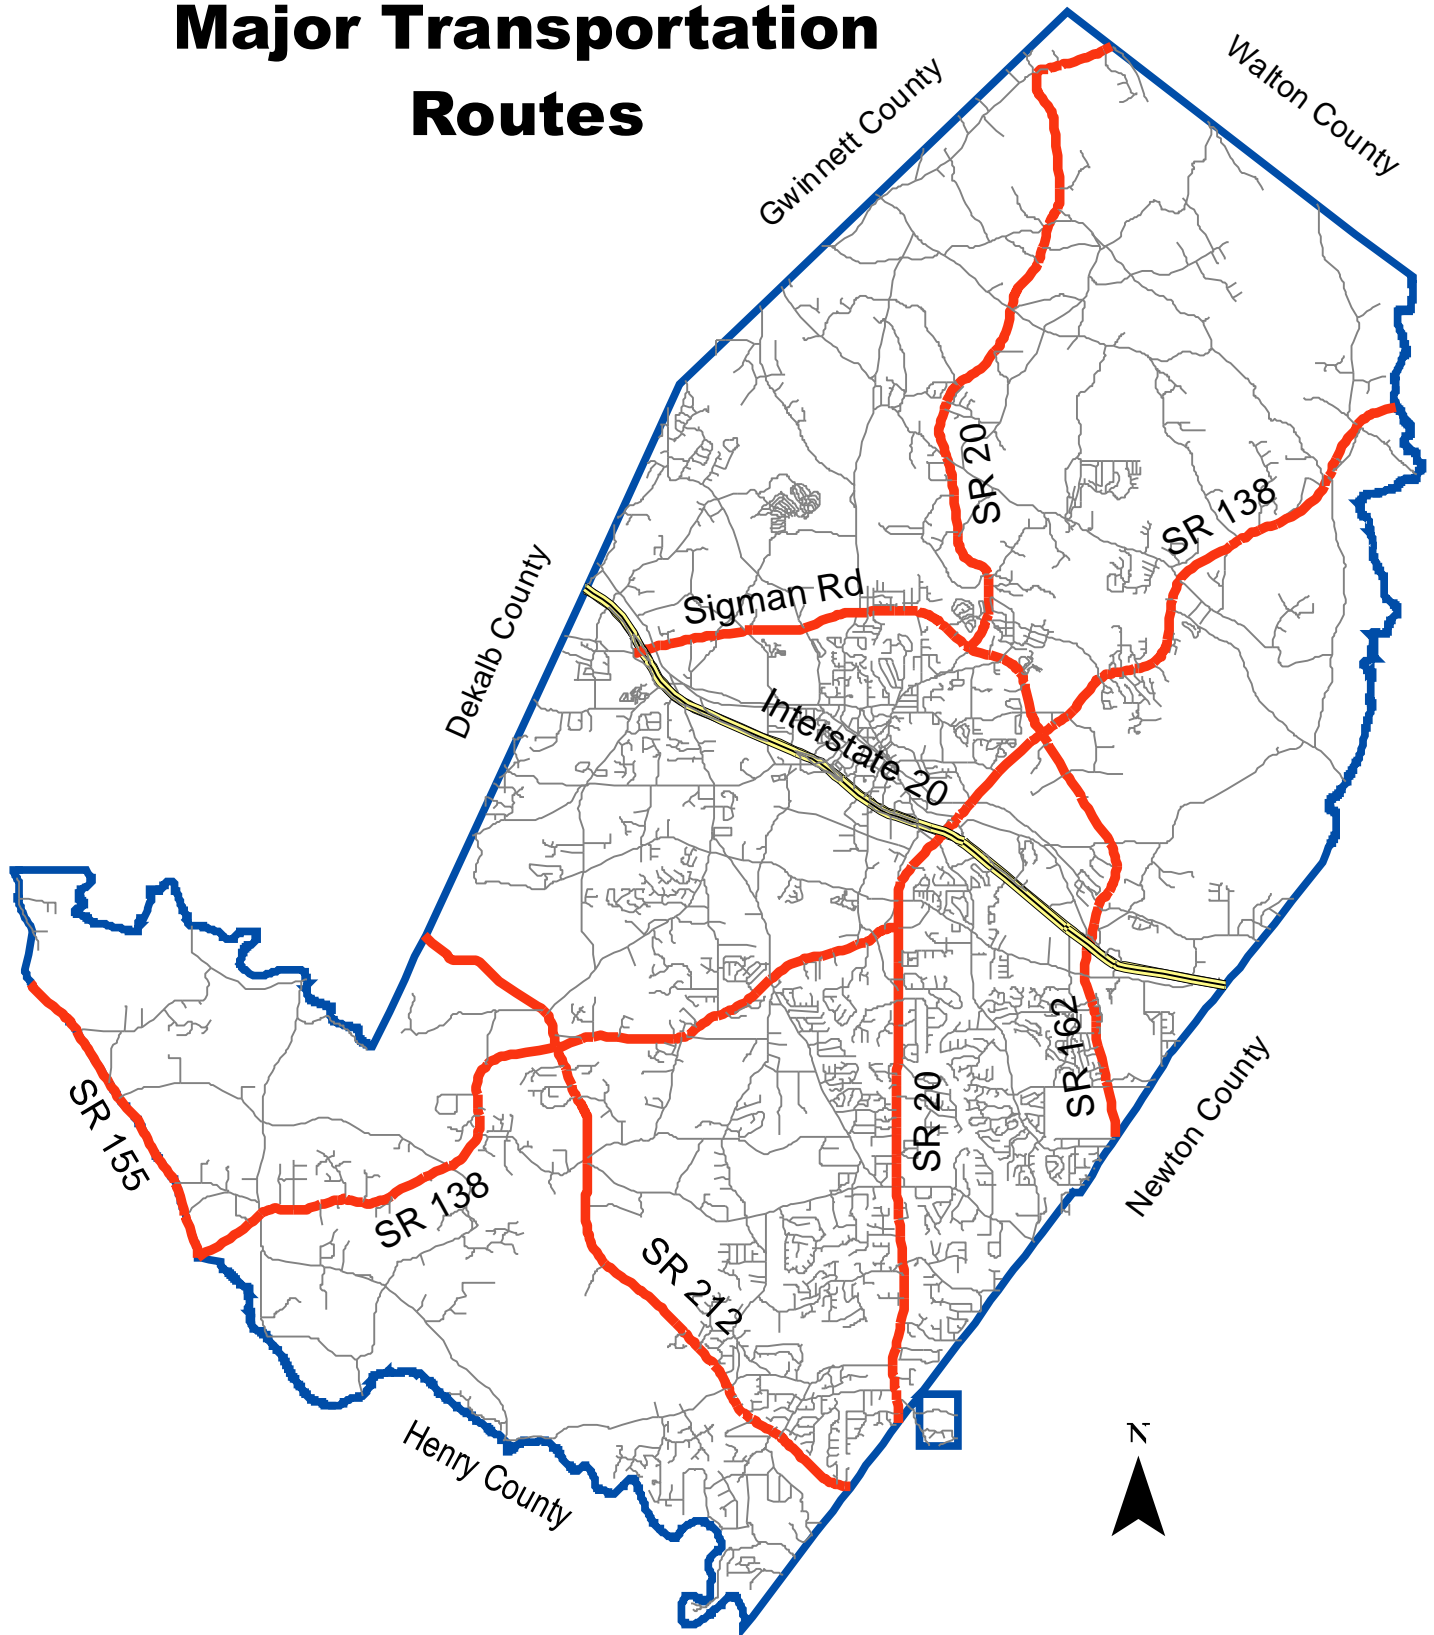 Major Transportation
Routes
Gwinnett County
Walton County
SR 20
SR 138
Sigman Rd
Dekalb County
Interstate 20
SR 162
SR 20
Newton County
SR 155
SR 138
SR 212
Henry County
N